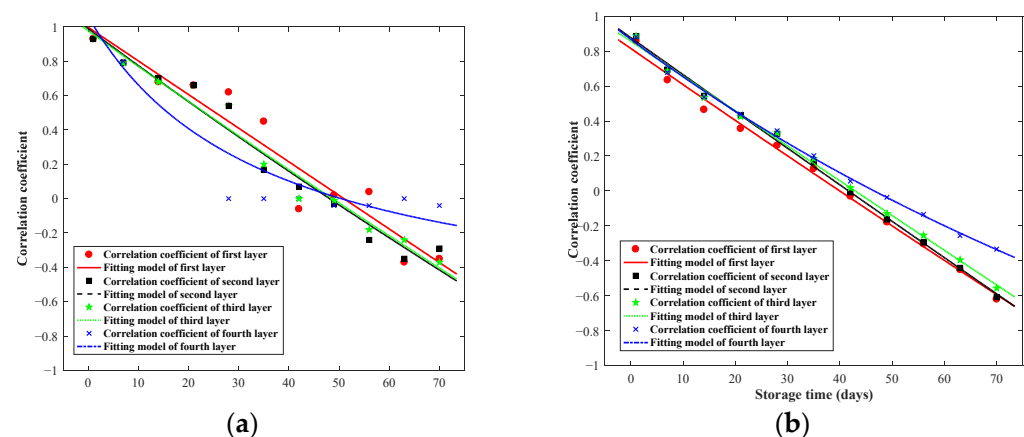 1
0.8
0.6
0.4
0.2
0
−0.2
−0.4
−0.6
−0.8
−1
Correlation coefficient
Correlation coefficient of first layer
Fitting model of first layer
Correlation coefficient of second layer
Fitting model of second layer
Correlation coefficient of third layer
Fitting model of third layer
Correlation coefficient of fourth layer
Fitting model of fourth layer
0 10 20 30 40 50 60 70
(a)
1
0.8
0.6
0.4
0.2
0
−0.2
−0.4
−0.6
−0.8
−1
Correlation coefficient
Correlation coefficient of first layer
Fitting model of first layer
Correlation coefficient of second layer
Fitting model of second layer
Correlation coefficient of third layer
Fitting model of third layer
Correlation coefficient of fourth layer
Fitting model of fourth layer
0 10 20 30 40 50 60 70
Storage time (days)
(b)